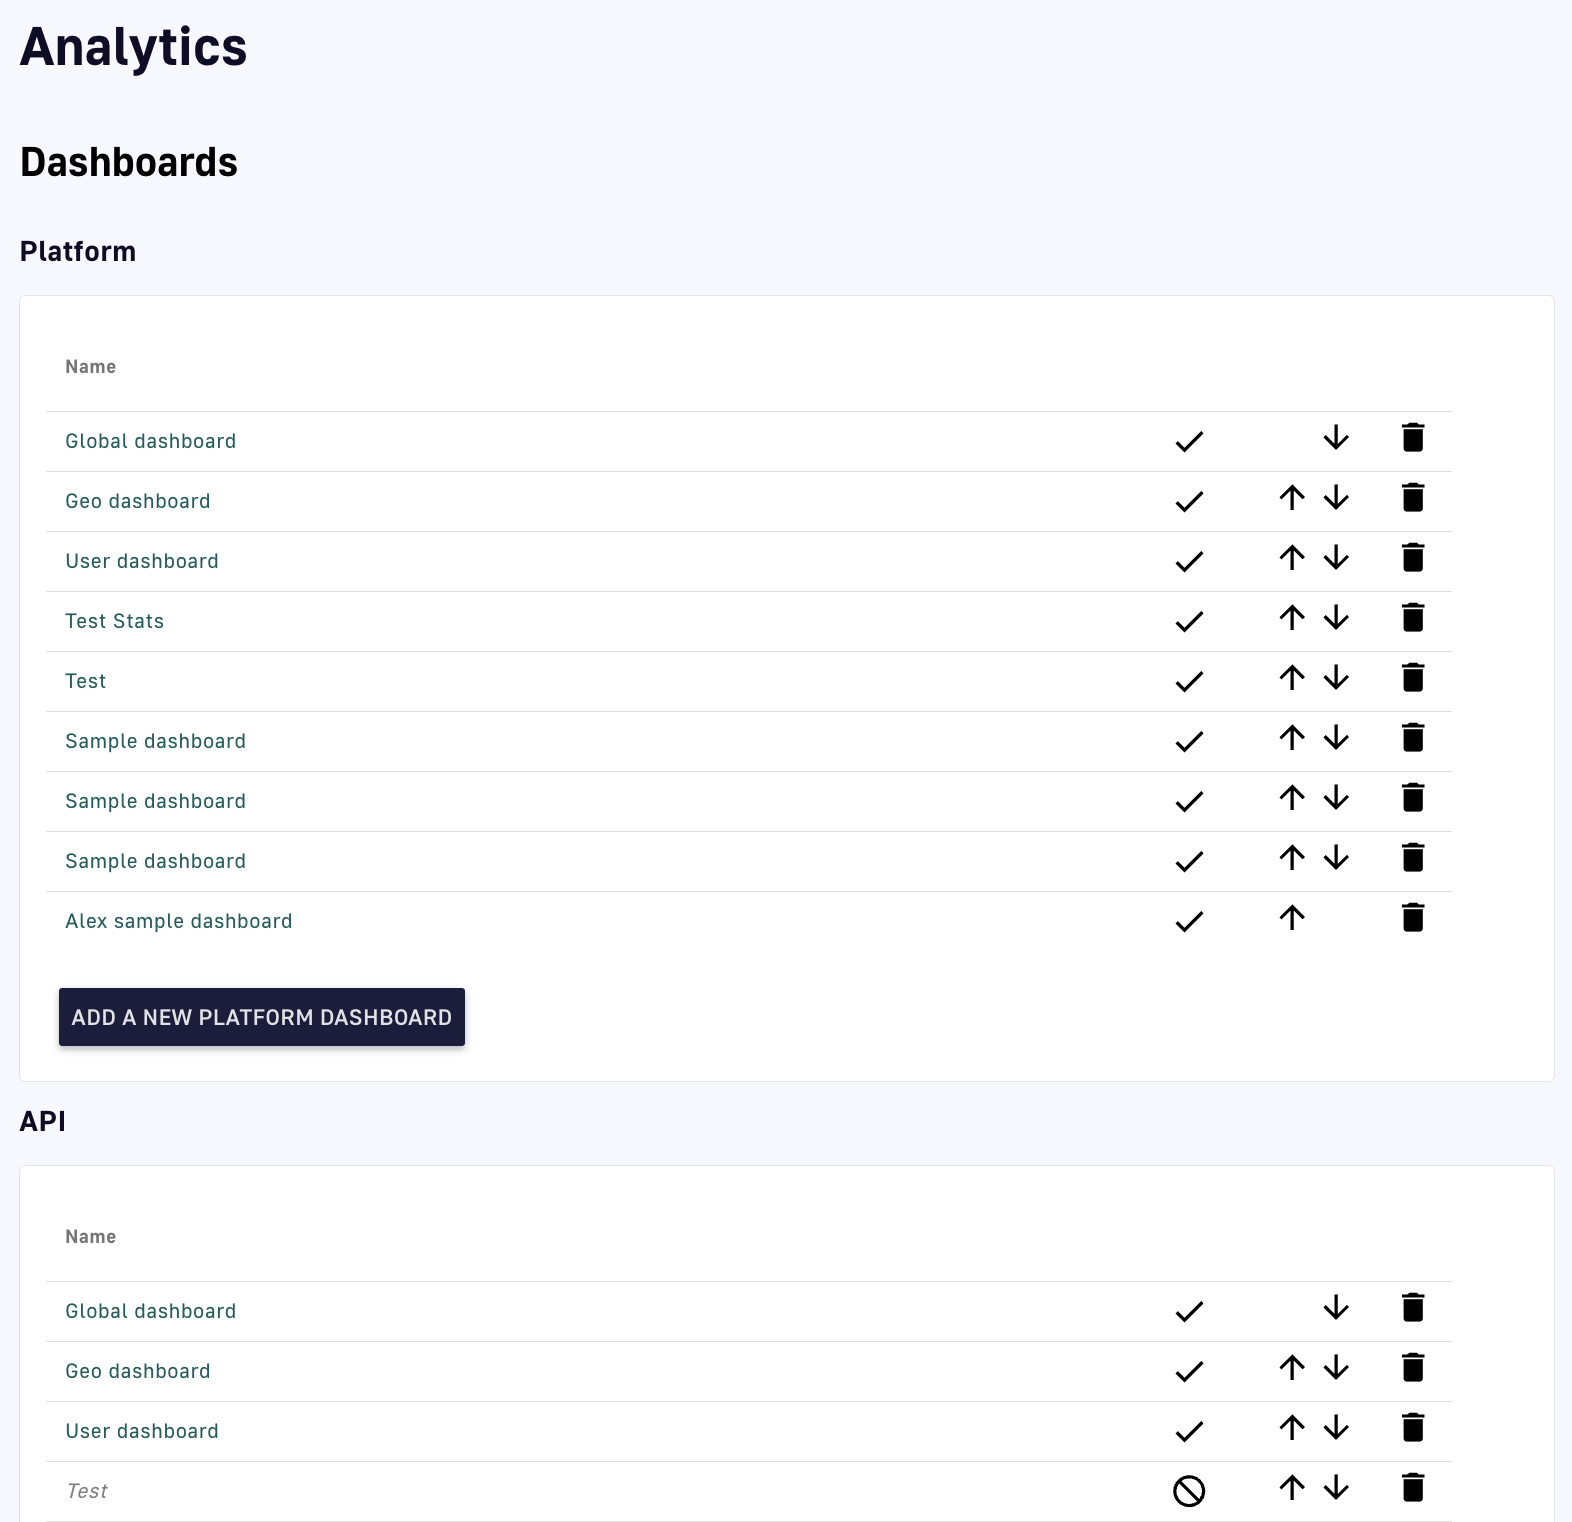 Analytics
Dashboards
Platform
Name
Global dashboard
Geo dashboard
User dashboard
Test Stats
Test
Sample dashboard
Sample dashboard
Sample dashboard
Alex sample dashboard
ADD A NEW PLATFORM DASHBOARD
API
Name
Global dashboard
Geo dashboard
User dashboard
Test